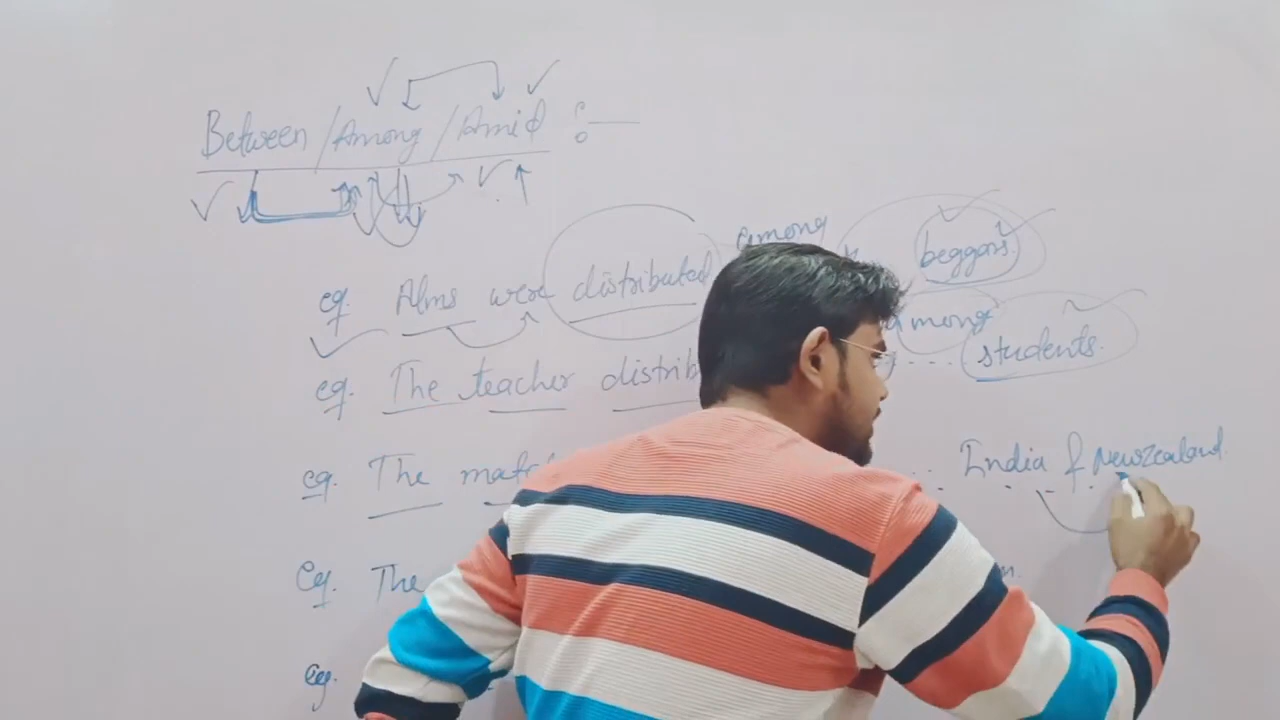 Between / Among / Amid :—
eg. Alms were distributed among beggars.
eg. The teacher distrib among .... students.
eg. The match .. India & Newzealand.
eg. The
eg.